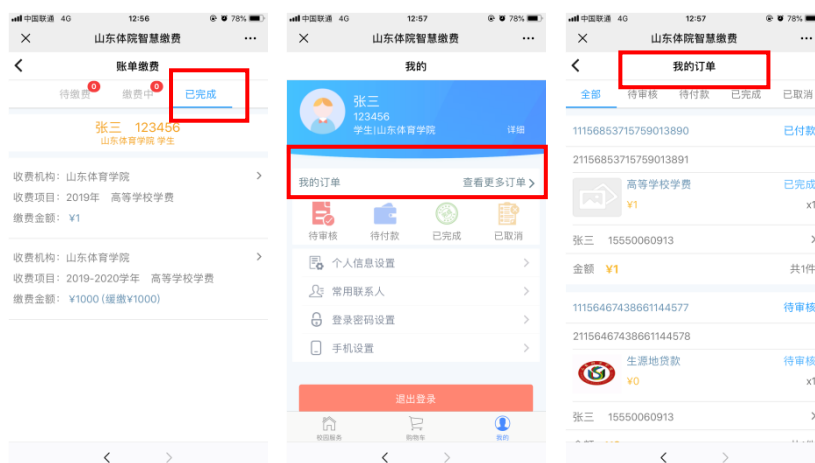 中国联通 4G 12:56 78%
山东体院智慧缴费
账单缴费
待缴费 0 缴费中 0 已完成
张三 123456
山东体育学院 学生
收费机构：山东体育学院
收费项目：2019年 高等学校学费
缴费金额：¥1
收费机构：山东体育学院
收费项目：2019-2020学年 高等学校学费
缴费金额：¥1000 (缓缴¥1000)
中国联通 4G 12:57 78%
山东体院智慧缴费
我的
张三
123456
学生|山东体育学院 详细
我的订单 查看更多订单
待审核 待付款 已完成 已取消
个人信息设置
常用联系人
登录密码设置
手机设置
退出登录
校园服务 购物车 我的
中国联通 4G 12:57 78%
山东体院智慧缴费
我的订单
全部 待审核 待付款 已完成 已取消
11156853715759013890 已付款
21156853715759013891
高等学校学费 已完成
¥1 x1
张三 15550060913
金额 ¥1 共1件
11156467438661144577 待审核
21156467438661144578
生源地贷款 待审核
¥0 x1
张三 15550060913